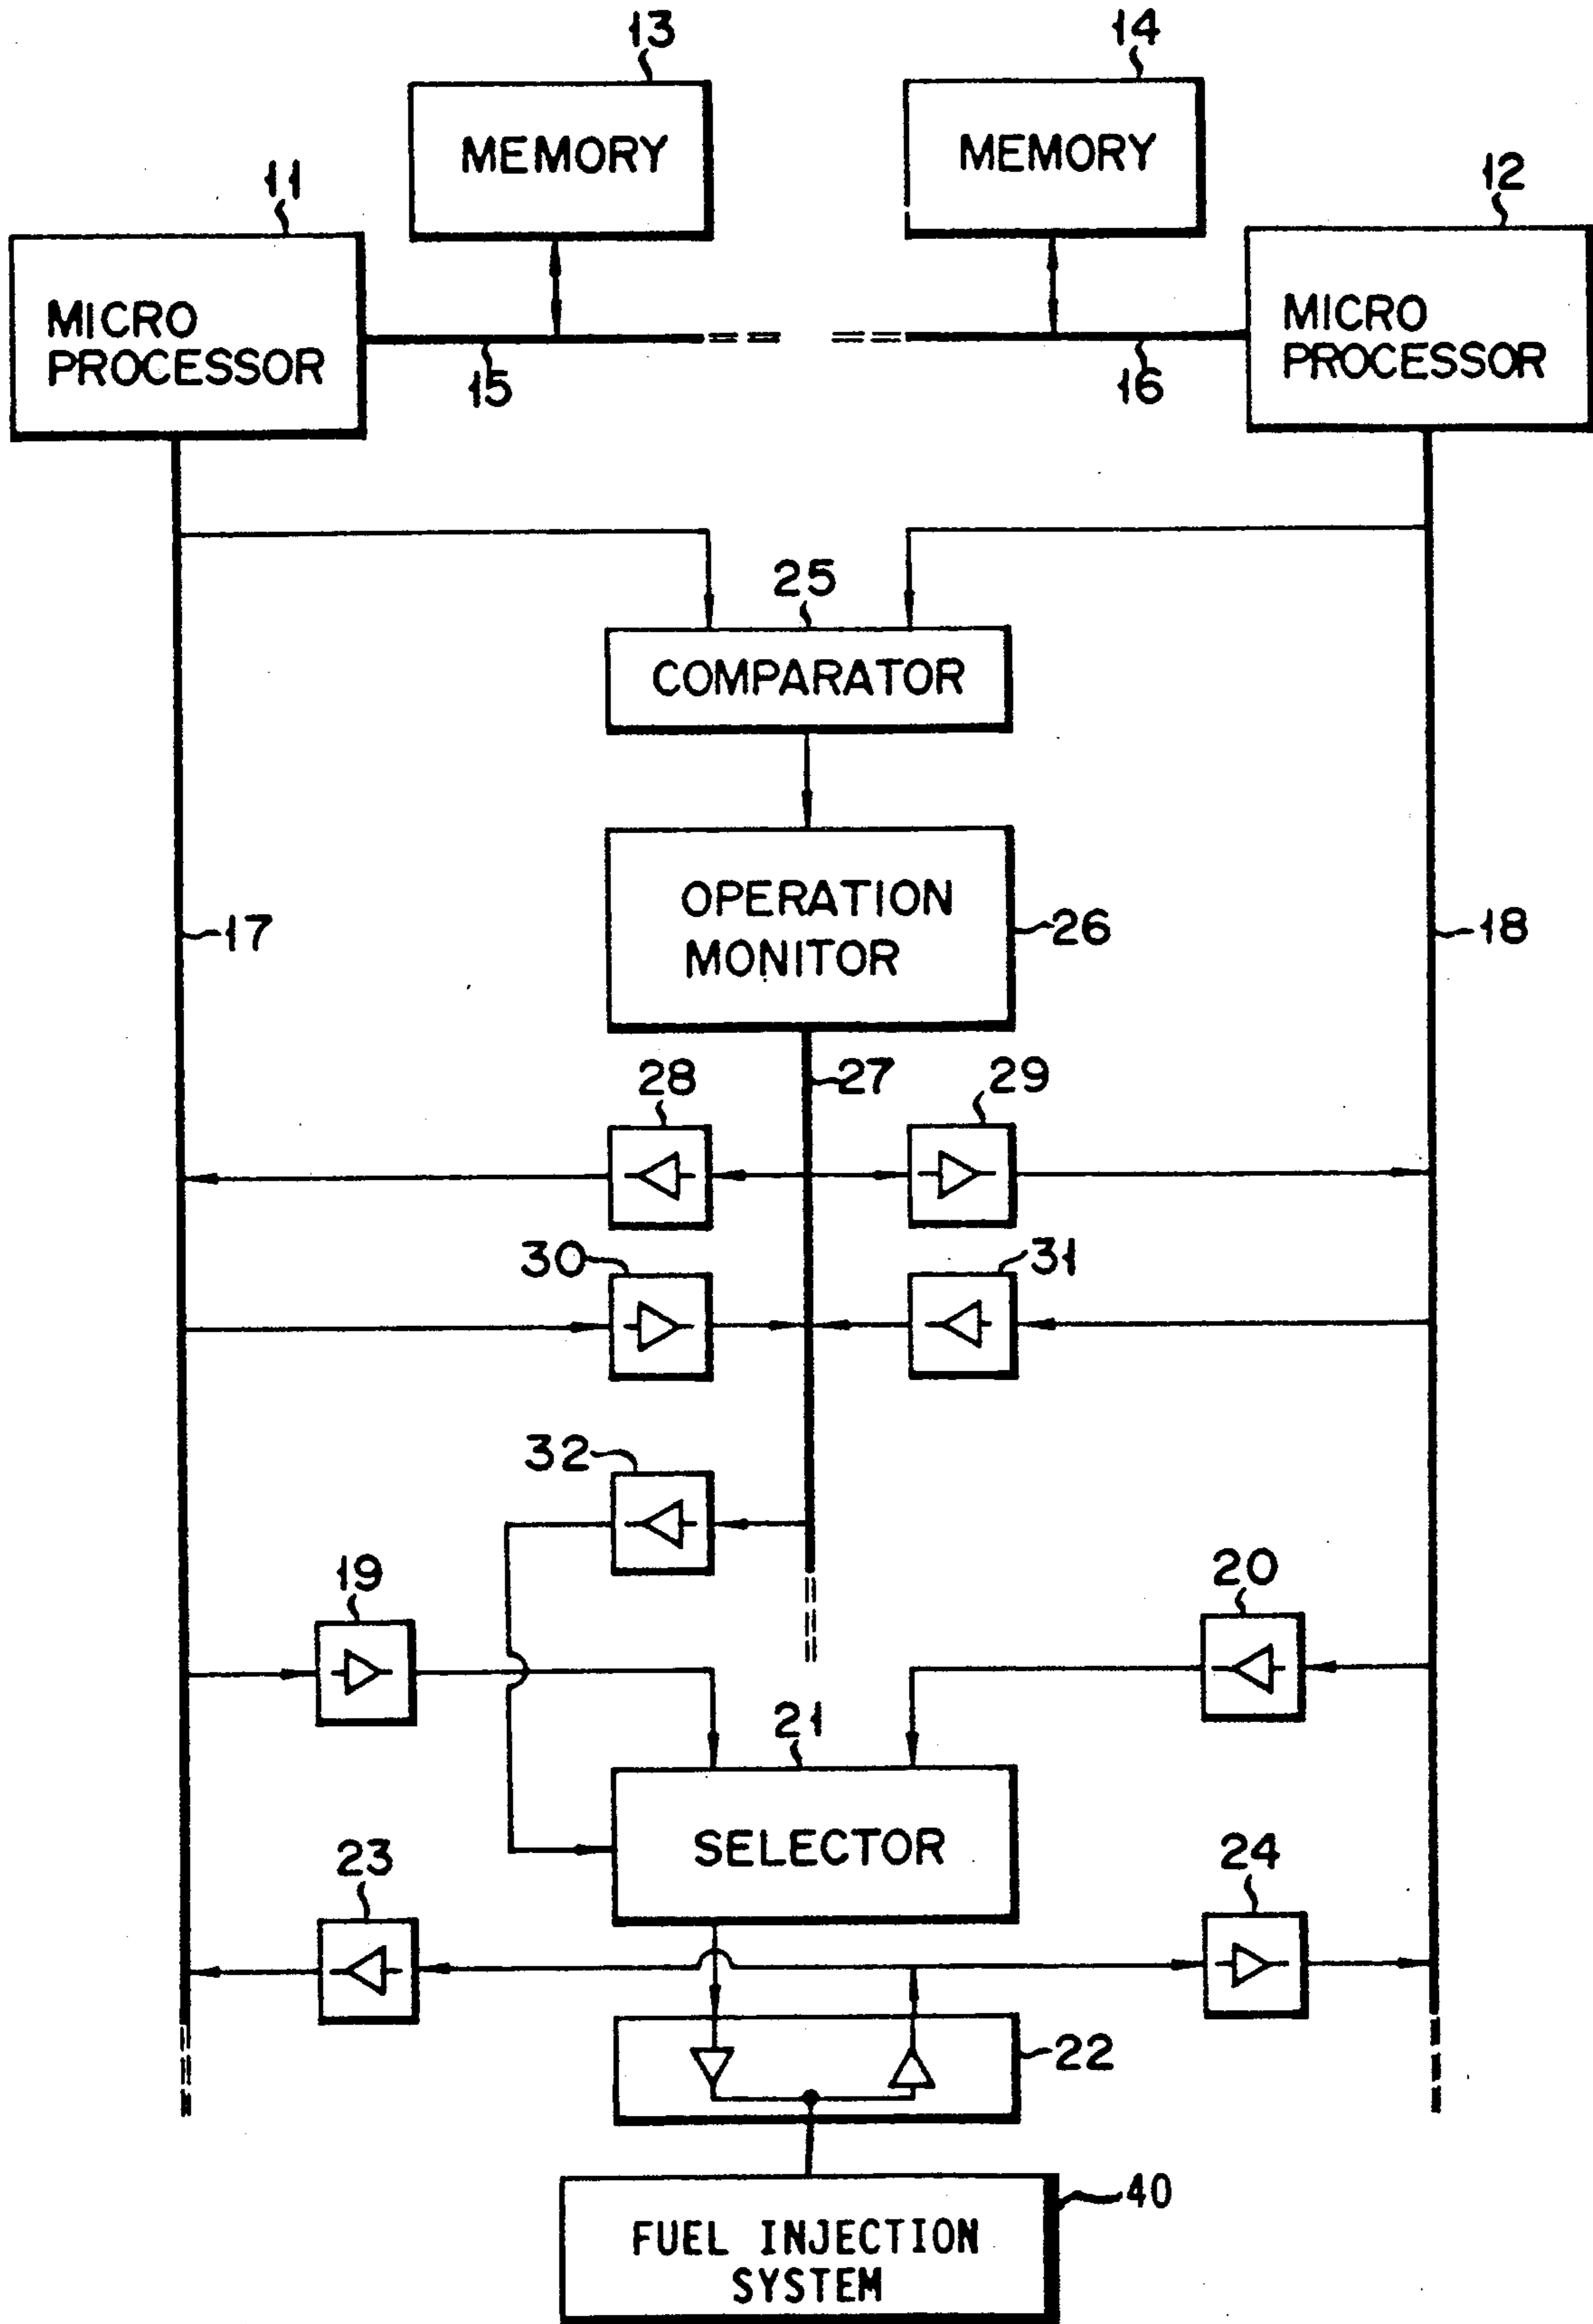 13
14
MEMORY
MEMORY
11
12
MICRO
PROCESSOR
MICRO
PROCESSOR
15
16
25
COMPARATOR
OPERATION
MONITOR
17
26
18
28
27
29
30
31
32
19
20
21
SELECTOR
23
24
22
40
FUEL INJECTION
SYSTEM